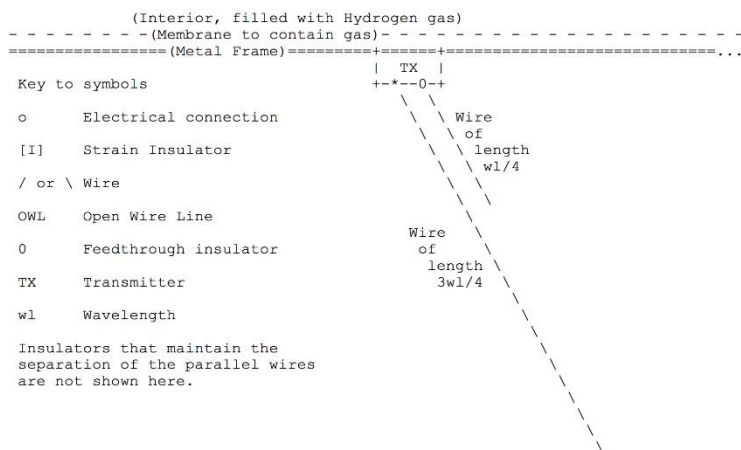 (Interior, filled with Hydrogen gas)
- - - - - - - -(Membrane to contain gas)- - - - - - - - - - - - - - - - - - - -
=================(Metal Frame)=========+======+============================...
| TX |
Key to symbols +-*--0-+
\ \
o Electrical connection \ \ Wire
\ \ of
[I] Strain Insulator \ \ length
\ \ wl/4
/ or \ Wire \ \
\ \
OWL Open Wire Line \
Wire \
0 Feedthrough insulator of \
length \
TX Transmitter 3wl/4 \
\
wl Wavelength \
\
Insulators that maintain the \
separation of the parallel wires \
are not shown here. \
\
\
\
\